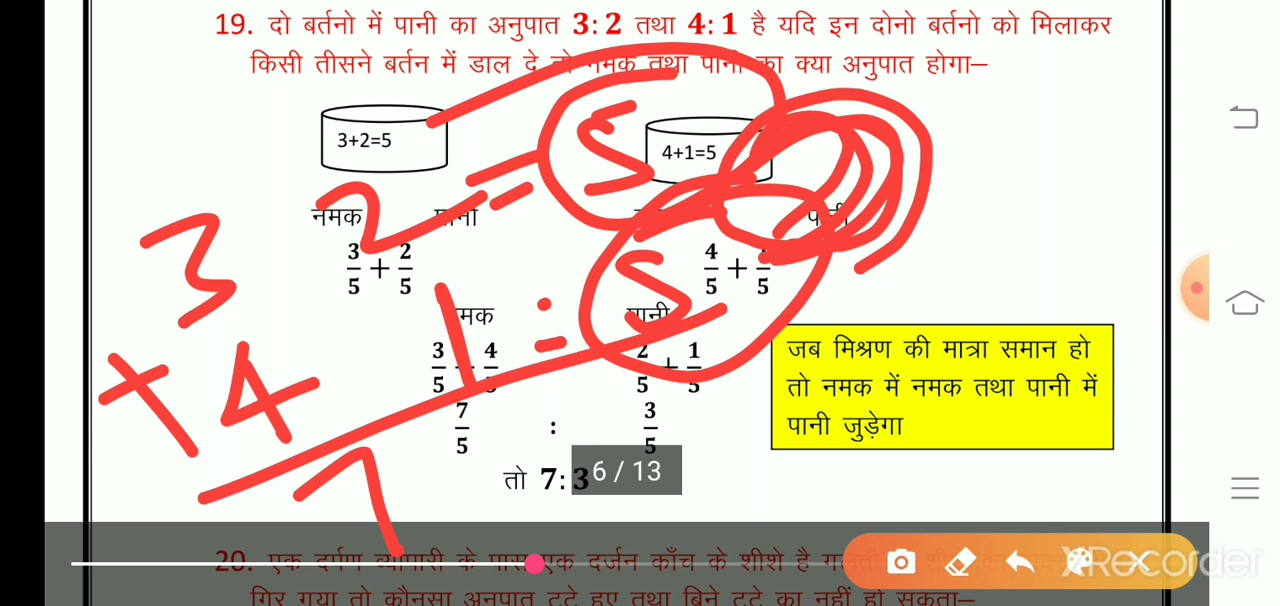 19. दो बर्तनो में पानी का अनुपात 3:2 तथा 4:1 है यदि इन दोनो बर्तनो को मिलाकर
किसी तीसने बर्तन में डाल दे तो नमक तथा पानी का क्या अनुपात होगा–
3+2=5
4+1=5
नमक पानी पानी
3/5 + 2/5 4/5 + /5
नमक पानी
3/5 4/5 2/5 + 1/5
7/5 : 3/5
तो 7:3
जब मिश्रण की मात्रा समान हो
तो नमक में नमक तथा पानी में
पानी जुड़ेगा
3 2 = 5
+4 1 = 5
7
6 / 13
20. एक दर्पण व्यापारी के पास एक दर्जन काँच के शीशे है
गिर गया तो कौनसा अनुपात टूटे हुए तथा बिने टूटे का नहीं हो सकता–
XRecorder